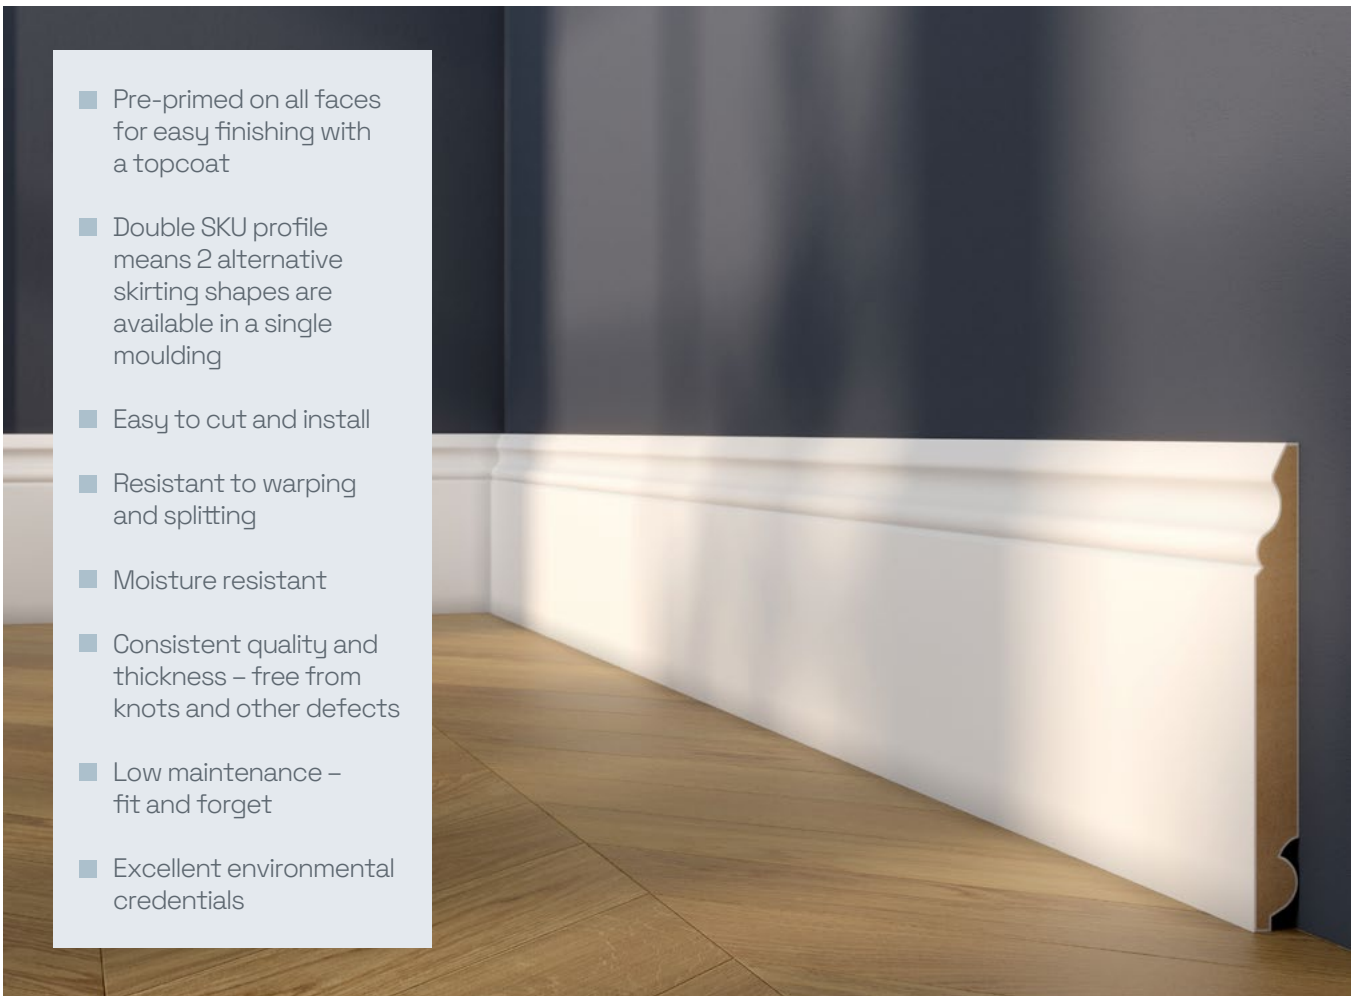 Pre-primed on all faces
for easy finishing with
a topcoat
Double SKU profile
means 2 alternative
skirting shapes are
available in a single
moulding
Easy to cut and install
Resistant to warping
and splitting
Moisture resistant
Consistent quality and
thickness – free from
knots and other defects
Low maintenance –
fit and forget
Excellent environmental
credentials